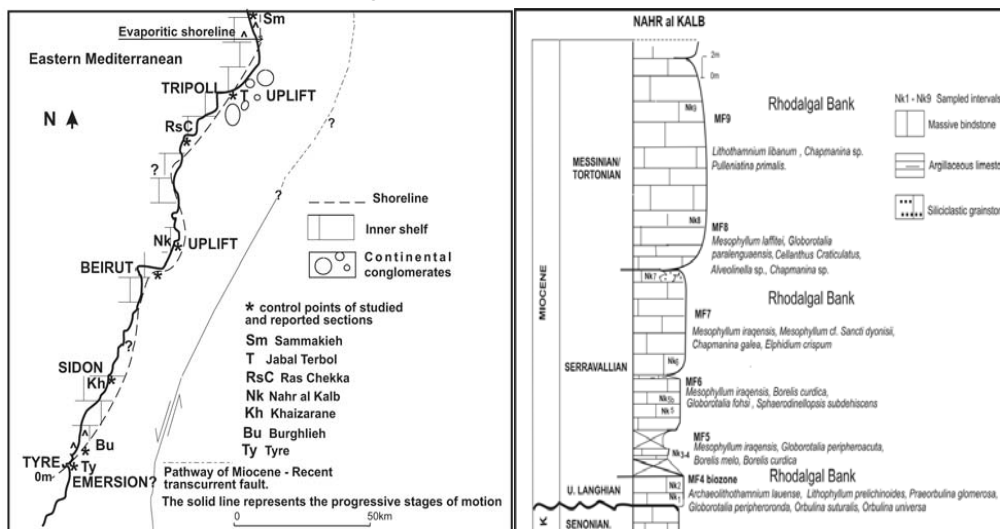 Sm
Evaporitic shoreline
Eastern Mediterranean
TRIPOLI
T UPLIFT
N
RsC
?
?
?
Shoreline
Inner shelf
Nk
UPLIFT
Continental
conglomerates
BEIRUT
* control points of studied
and reported sections
Sm Sammakieh
T Jabal Terbol
RsC Ras Chekka
Nk Nahr al Kalb
Kh Khaizarane
Bu Burghlieh
Ty Tyre
?
SIDON
Kh
Bu
TYRE
0m
Ty
EMERSION?
Pathway of Miocene - Recent
transcurrent fault.
The solid line represents the progressive stages of motion
0 50km
NAHR al KALB
2m
0m
Nk1 - Nk9 Sampled intervals
Rhodalgal Bank
Nk9
MF9
Massive bindstone
MESSINIAN/
TORTONIAN
Lithothamnium libanum , Chapmanina sp.
Pulleniatina primalis.
Argillaceous limesto
Siliciclastic grainston
Nk8
MF8
Mesophyllum laffitei, Globorotalia
paralenguaensis, Cellanthus Craticulatus,
Alveolinella sp., Chapmanina sp.
MIOCENE
Nk7
Rhodalgal Bank
MF7
Mesophyllum iraqensis, Mesophyllum cf. Sancti dyonisii,
Chapmanina galea, Elphidium crispum
SERRAVALLIAN
Nk6
MF6
Mesophyllum iraqensis, Borelis curdica,
Globorotalia fohsi , Sphaerodinellopsis subdehiscens
Nk5b
Nk 5
MF5
Mesophyllum iraqensis, Globorotalia peripheroacuta,
Borelis melo, Borelis curdica
Nk3-4
Rhodalgal Bank
MF4 biozone
U. LANGHIAN
Nk2
Nk1
Archaeolithothamium lauense, Lithophyllum prelichinoides, Praeorbulina glomerosa,
Globorotalia peripheroronda, Orbulina suturalis, Orbulina universa
K
SENONIAN.